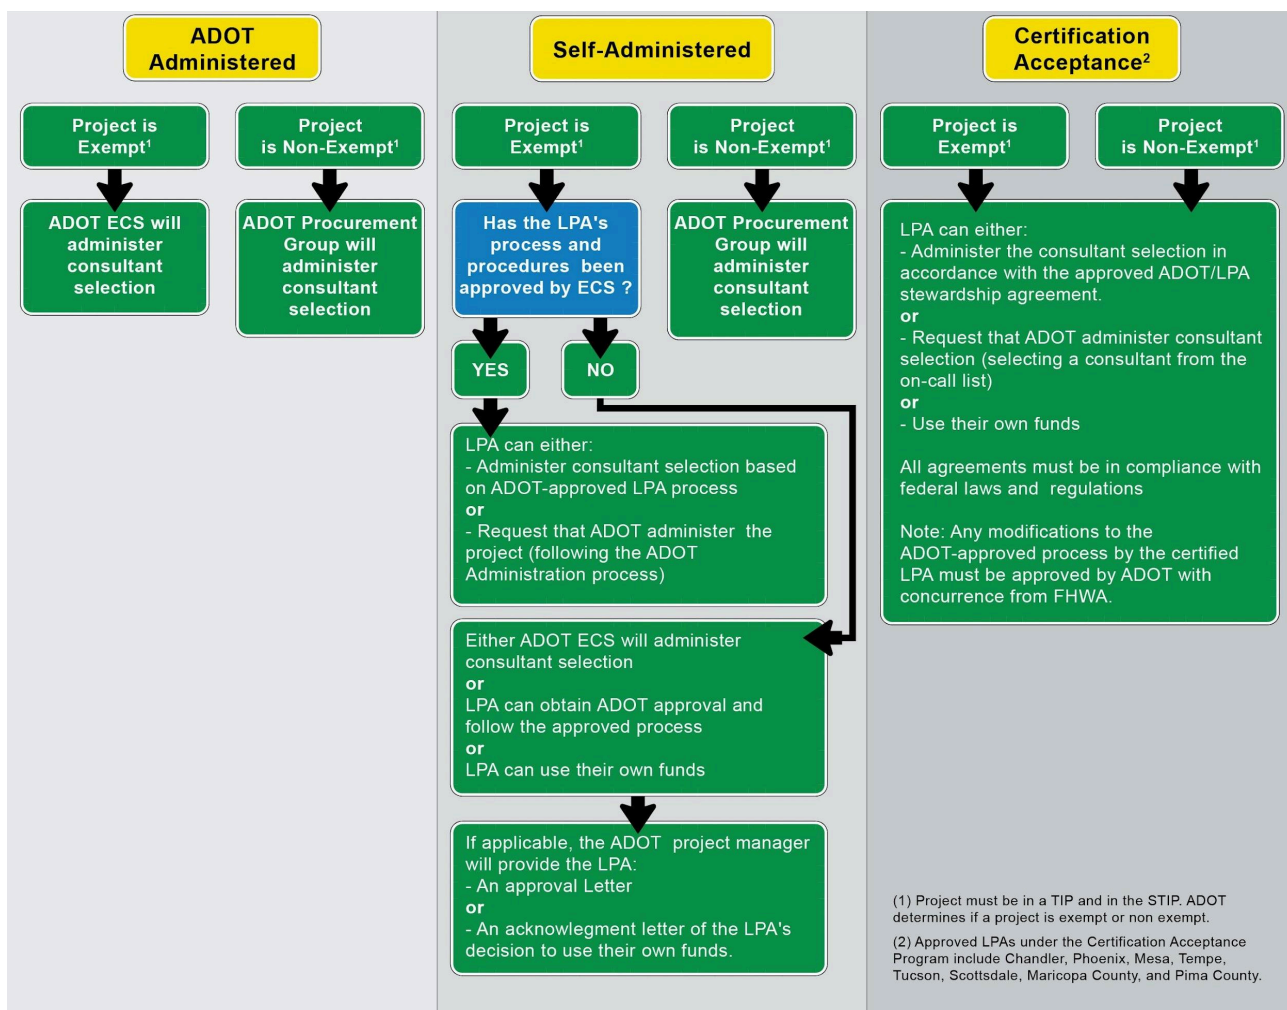 ADOT
Administered
Project is
Exempt¹
Project
is Non-Exempt¹
ADOT ECS will
administer
consultant
selection
ADOT Procurement
Group will
administer
consultant
selection
Self-Administered
Project is
Exempt¹
Project
is Non-Exempt¹
Has the LPA's
process and
procedures been
approved by ECS ?
ADOT Procurement
Group will
administer
consultant
selection
YES
NO
LPA can either:
- Administer consultant selection based
on ADOT-approved LPA process
or
- Request that ADOT administer the
project (following the ADOT
Administration process)
Either ADOT ECS will administer
consultant selection
or
LPA can obtain ADOT approval and
follow the approved process
or
LPA can use their own funds
If applicable, the ADOT project manager
will provide the LPA:
- An approval Letter
or
- An acknowlegment letter of the LPA's
decision to use their own funds.
Certification
Acceptance²
Project is
Exempt¹
Project
is Non-Exempt¹
LPA can either:
- Administer the consultant selection in
accordance with the approved ADOT/LPA
stewardship agreement.
or
- Request that ADOT administer consultant
selection (selecting a consultant from the
on-call list)
or
- Use their own funds
All agreements must be in compliance with
federal laws and regulations
Note: Any modifications to the
ADOT-approved process by the certified
LPA must be approved by ADOT with
concurrence from FHWA.
(1) Project must be in a TIP and in the STIP. ADOT
determines if a project is exempt or non exempt.
(2) Approved LPAs under the Certification Acceptance
Program include Chandler, Phoenix, Mesa, Tempe,
Tucson, Scottsdale, Maricopa County, and Pima County.